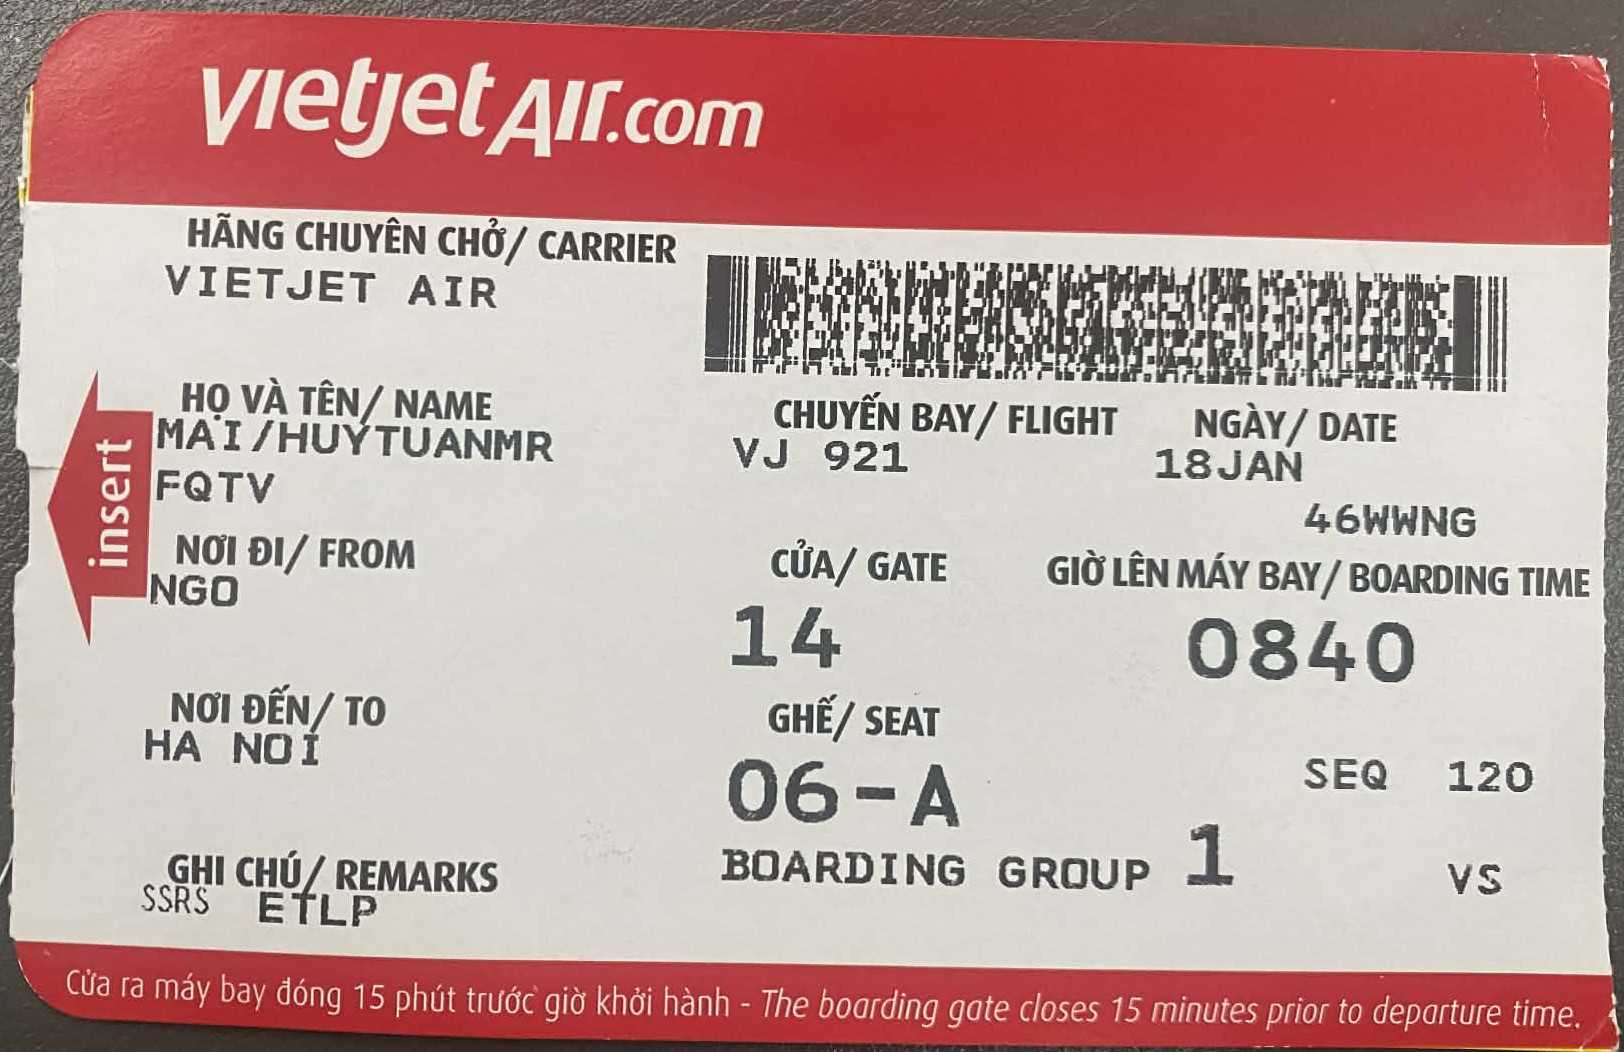 vietjetAir.com
HÃNG CHUYÊN CHỞ/ CARRIER
VIETJET AIR
HỌ VÀ TÊN/ NAME
MAI/HUYTUANMR
FQTV
CHUYẾN BAY/ FLIGHT
VJ 921
NGÀY/ DATE
18JAN
46WWNG
insert
NƠI ĐI/ FROM
NGO
CỬA/ GATE
14
GIỜ LÊN MÁY BAY/ BOARDING TIME
0840
NƠI ĐẾN/ TO
HA NOI
GHẾ/ SEAT
06-A
SEQ 120
BOARDING GROUP 1
VS
GHI CHÚ/ REMARKS
SSRS ETLP
Cửa ra máy bay đóng 15 phút trước giờ khởi hành - The boarding gate closes 15 minutes prior to departure time.